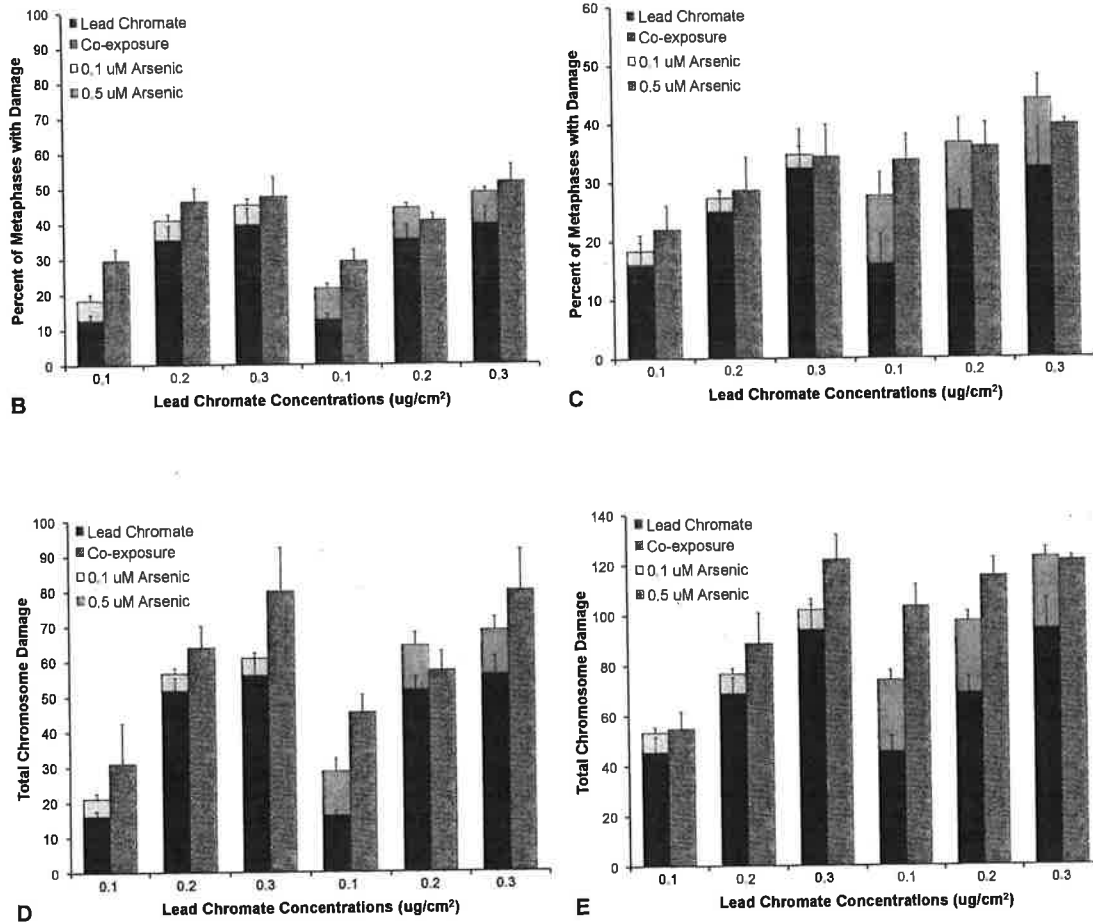 Percent of Metaphases with Damage
100
90
80
70
60
50
40
30
20
10
0
Lead Chromate
Co-exposure
0.1 uM Arsenic
0.5 uM Arsenic
0.1
0.2
0.3
0.1
0.2
0.3
B
Lead Chromate Concentrations (ug/cm²)
Percent of Metaphases with Damage
60
50
40
30
20
10
0
Lead Chromate
Co-exposure
0.1 uM Arsenic
0.5 uM Arsenic
0.1
0.2
0.3
0.1
0.2
0.3
C
Lead Chromate Concentrations (ug/cm²)
Total Chromosome Damage
100
90
80
70
60
50
40
30
20
10
0
Lead Chromate
Co-exposure
0.1 uM Arsenic
0.5 uM Arsenic
0.1
0.2
0.3
0.1
0.2
0.3
D
Lead Chromate Concentrations (ug/cm²)
Total Chromosome Damage
140
120
100
80
60
40
20
0
Lead Chromate
Co-exposure
0.1 uM Arsenic
0.5 uM Arsenic
0.1
0.2
0.3
0.1
0.2
0.3
E
Lead Chromate Concentrations (ug/cm²)